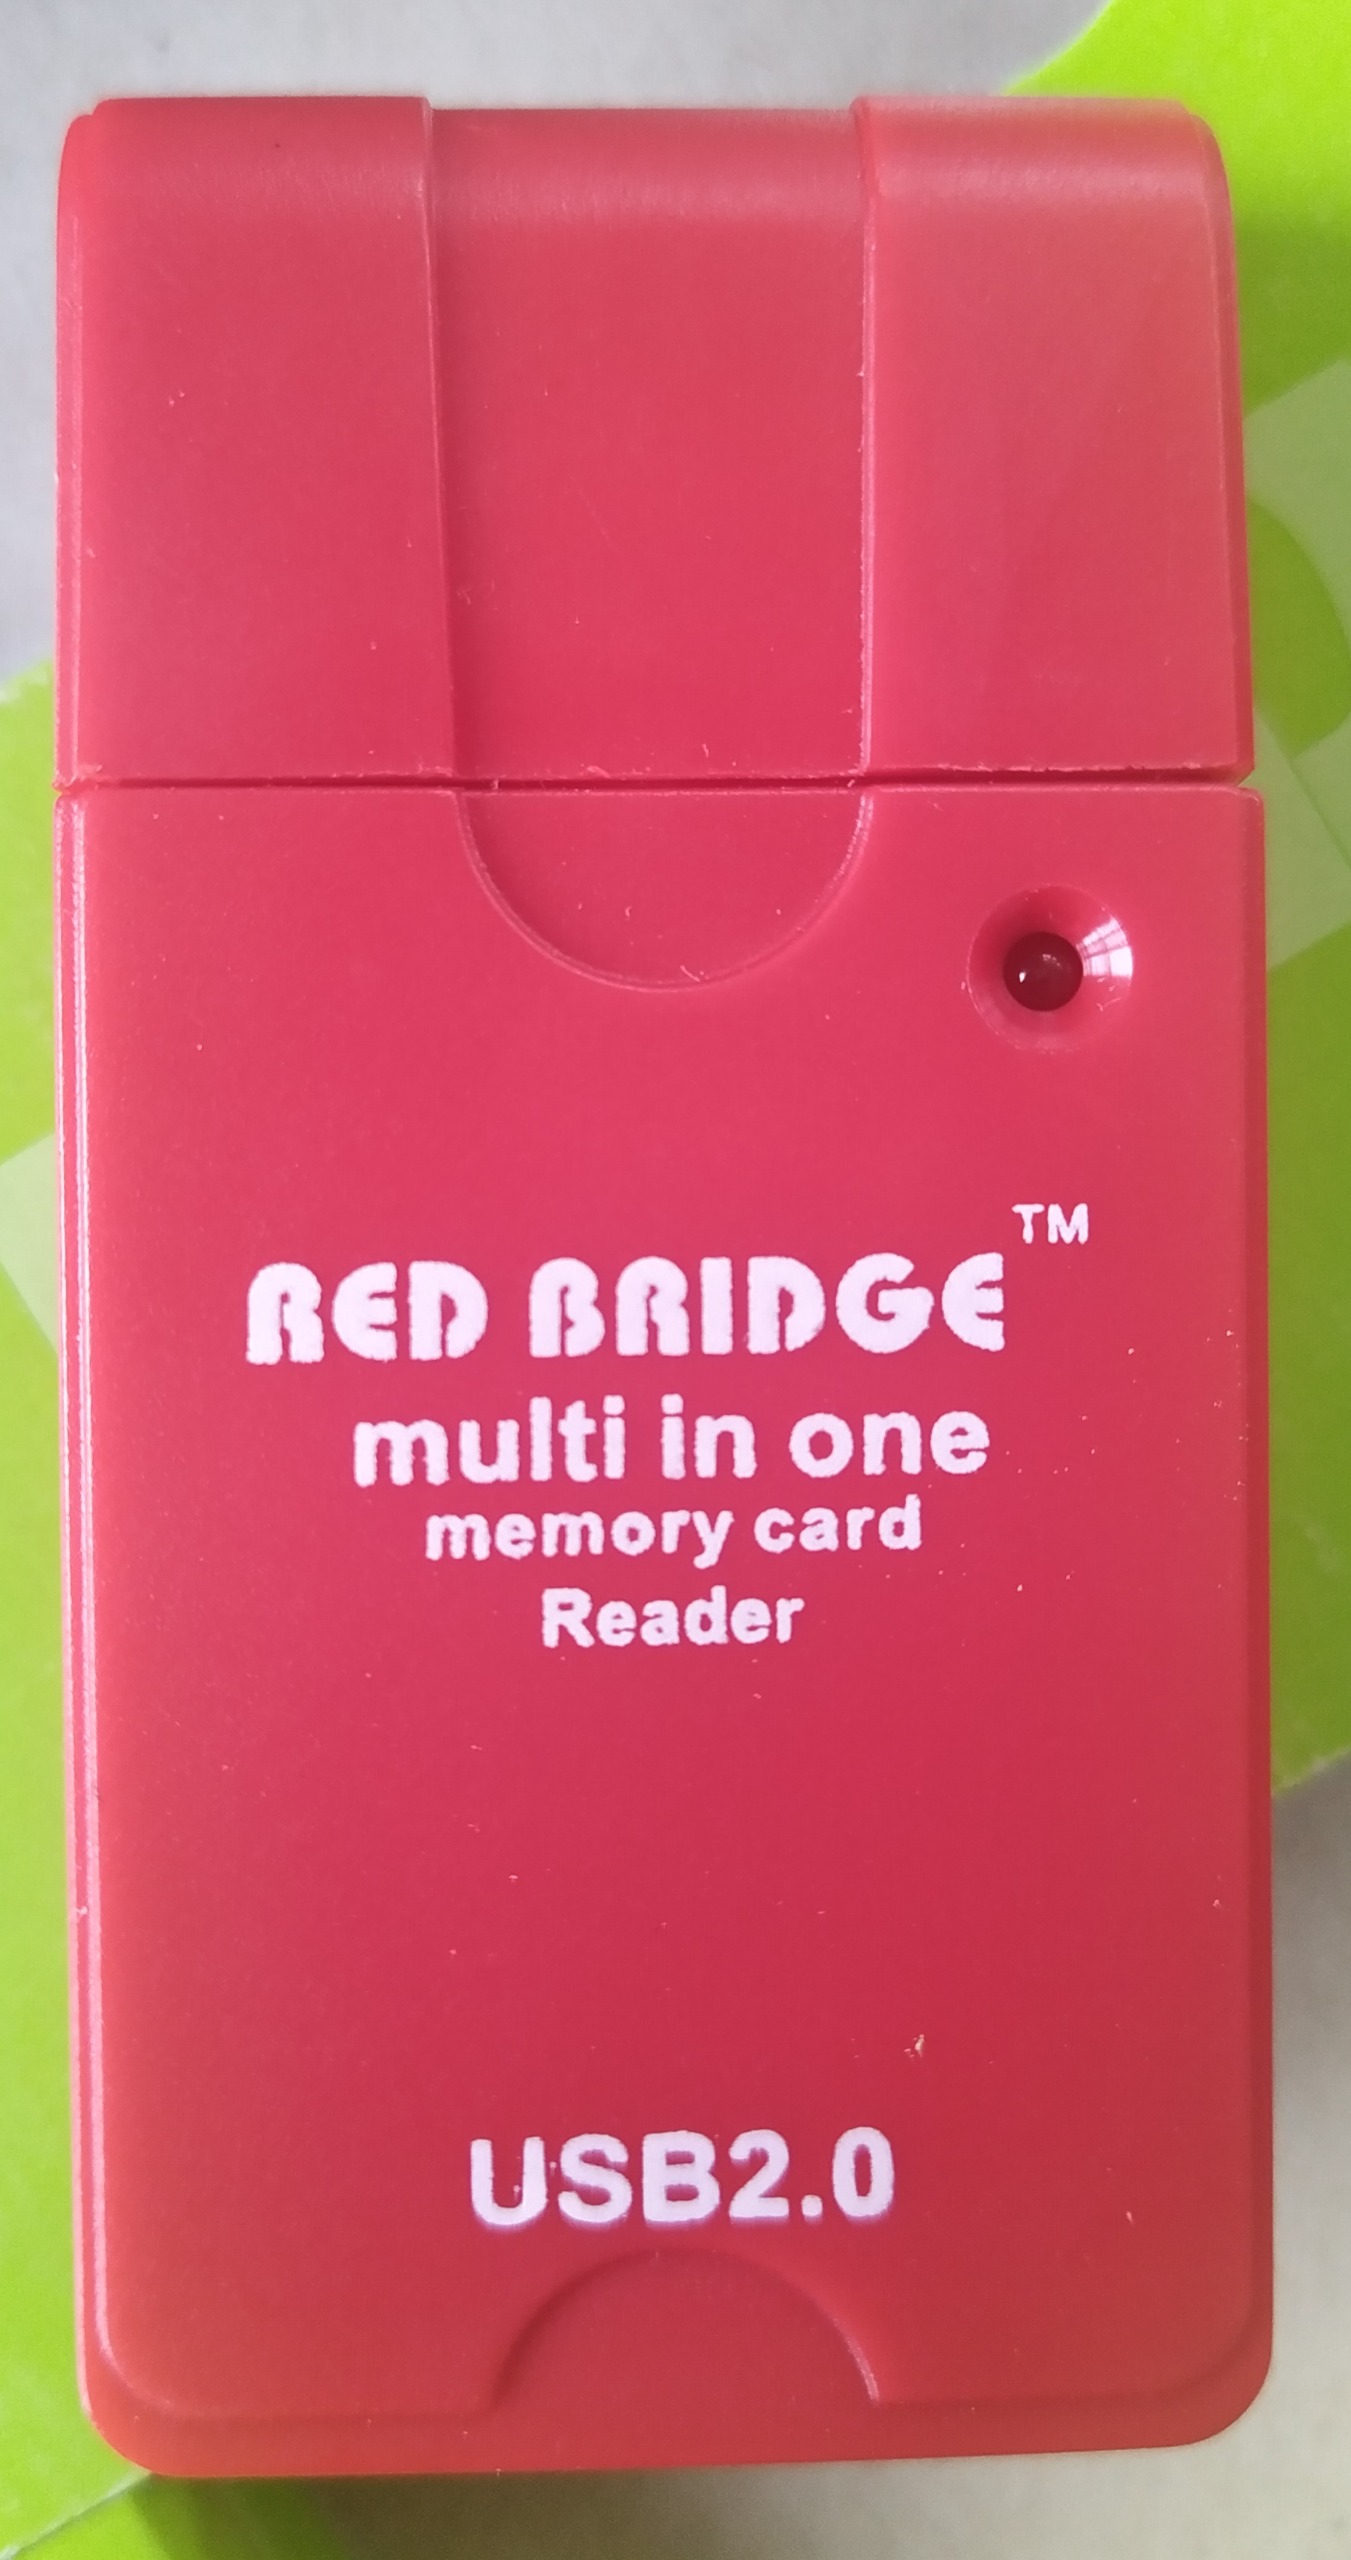 RED BRIDGE™
multi in one
memory card
Reader
USB2.0